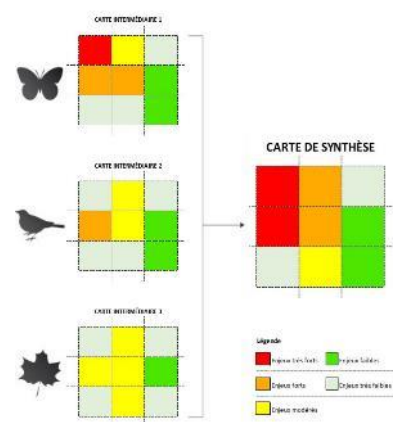 CARTE INTERMÉDIAIRE 1
CARTE INTERMÉDIAIRE 2
CARTE INTERMÉDIAIRE 3
CARTE DE SYNTHÈSE
Légende
Enjeux très forts
Enjeux faibles
Enjeux forts
Enjeux très faibles
Enjeux modérés